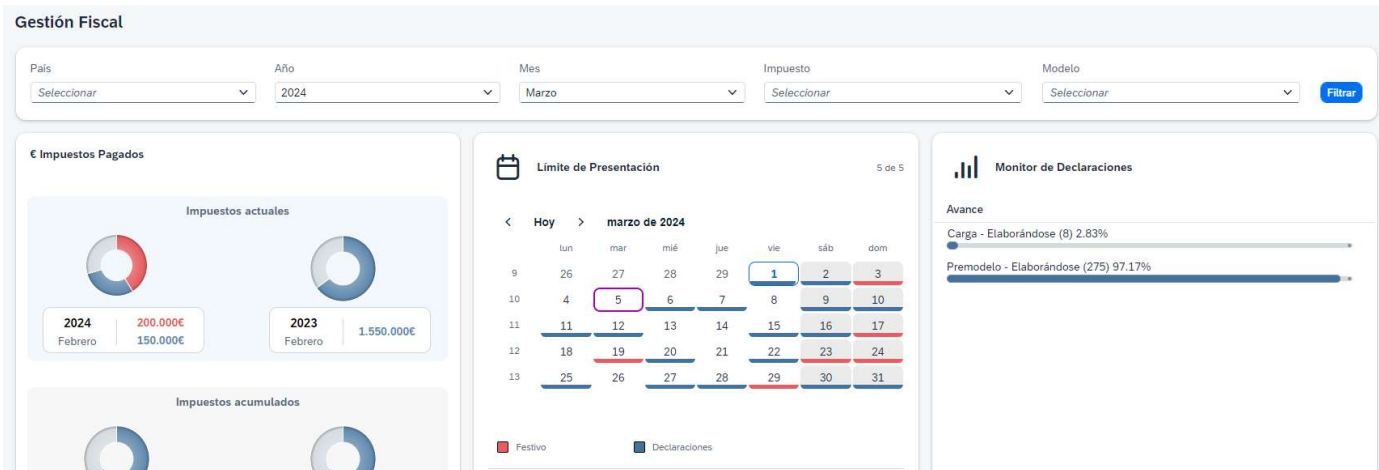 Gestión Fiscal
País Año Mes Impuesto Modelo
Seleccionar 2024 Marzo Seleccionar Seleccionar Filtrar
€ Impuestos Pagados
Impuestos actuales
2024 200.000€
Febrero 150.000€
2023 1.550.000€
Febrero
Impuestos acumulados
Límite de Presentación 5 de 5
< Hoy > marzo de 2024
lun mar mié jue vie sáb dom
9 26 27 28 29 1 2 3
10 4 5 6 7 8 9 10
11 11 12 13 14 15 16 17
12 18 19 20 21 22 23 24
13 25 26 27 28 29 30 31
Festivo Declaraciones
Monitor de Declaraciones
Avance
Carga - Elaborándose (8) 2.83%
Premodelo - Elaborándose (275) 97.17%